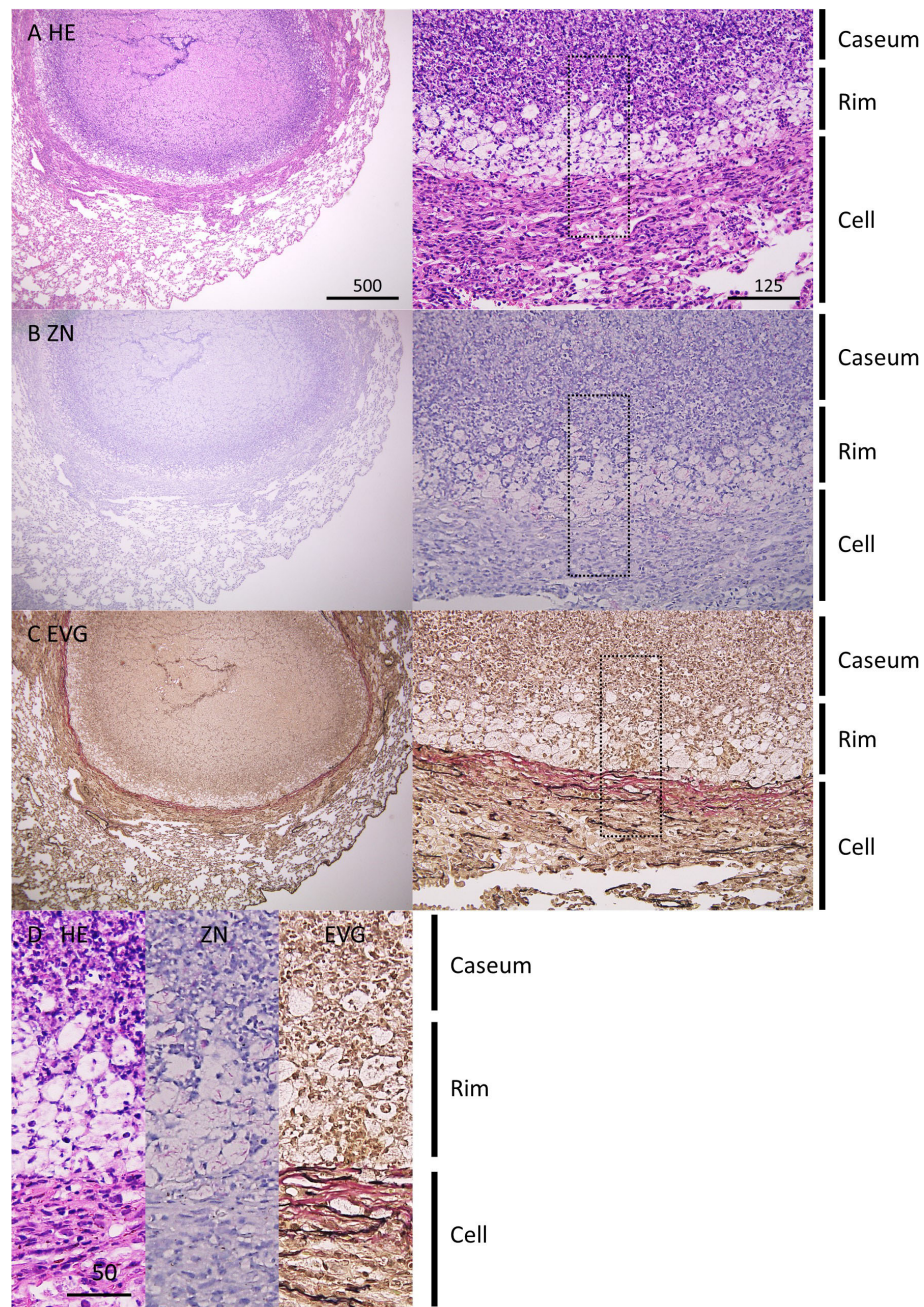 A HE
500
125
Caseum
Rim
Cell
B ZN
Caseum
Rim
Cell
C EVG
Caseum
Rim
Cell
D HE ZN EVG
50
Caseum
Rim
Cell